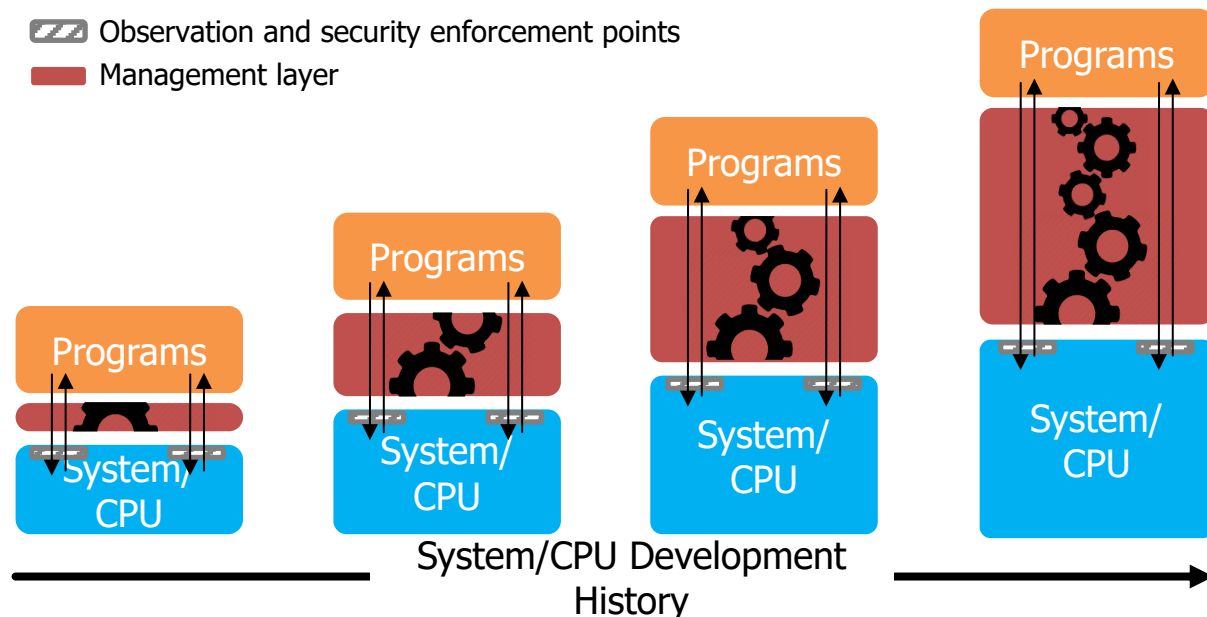 Observation and security enforcement points
Management layer
Programs
System/
CPU
Programs
System/
CPU
Programs
System/
CPU
Programs
System/
CPU
System/CPU Development
History